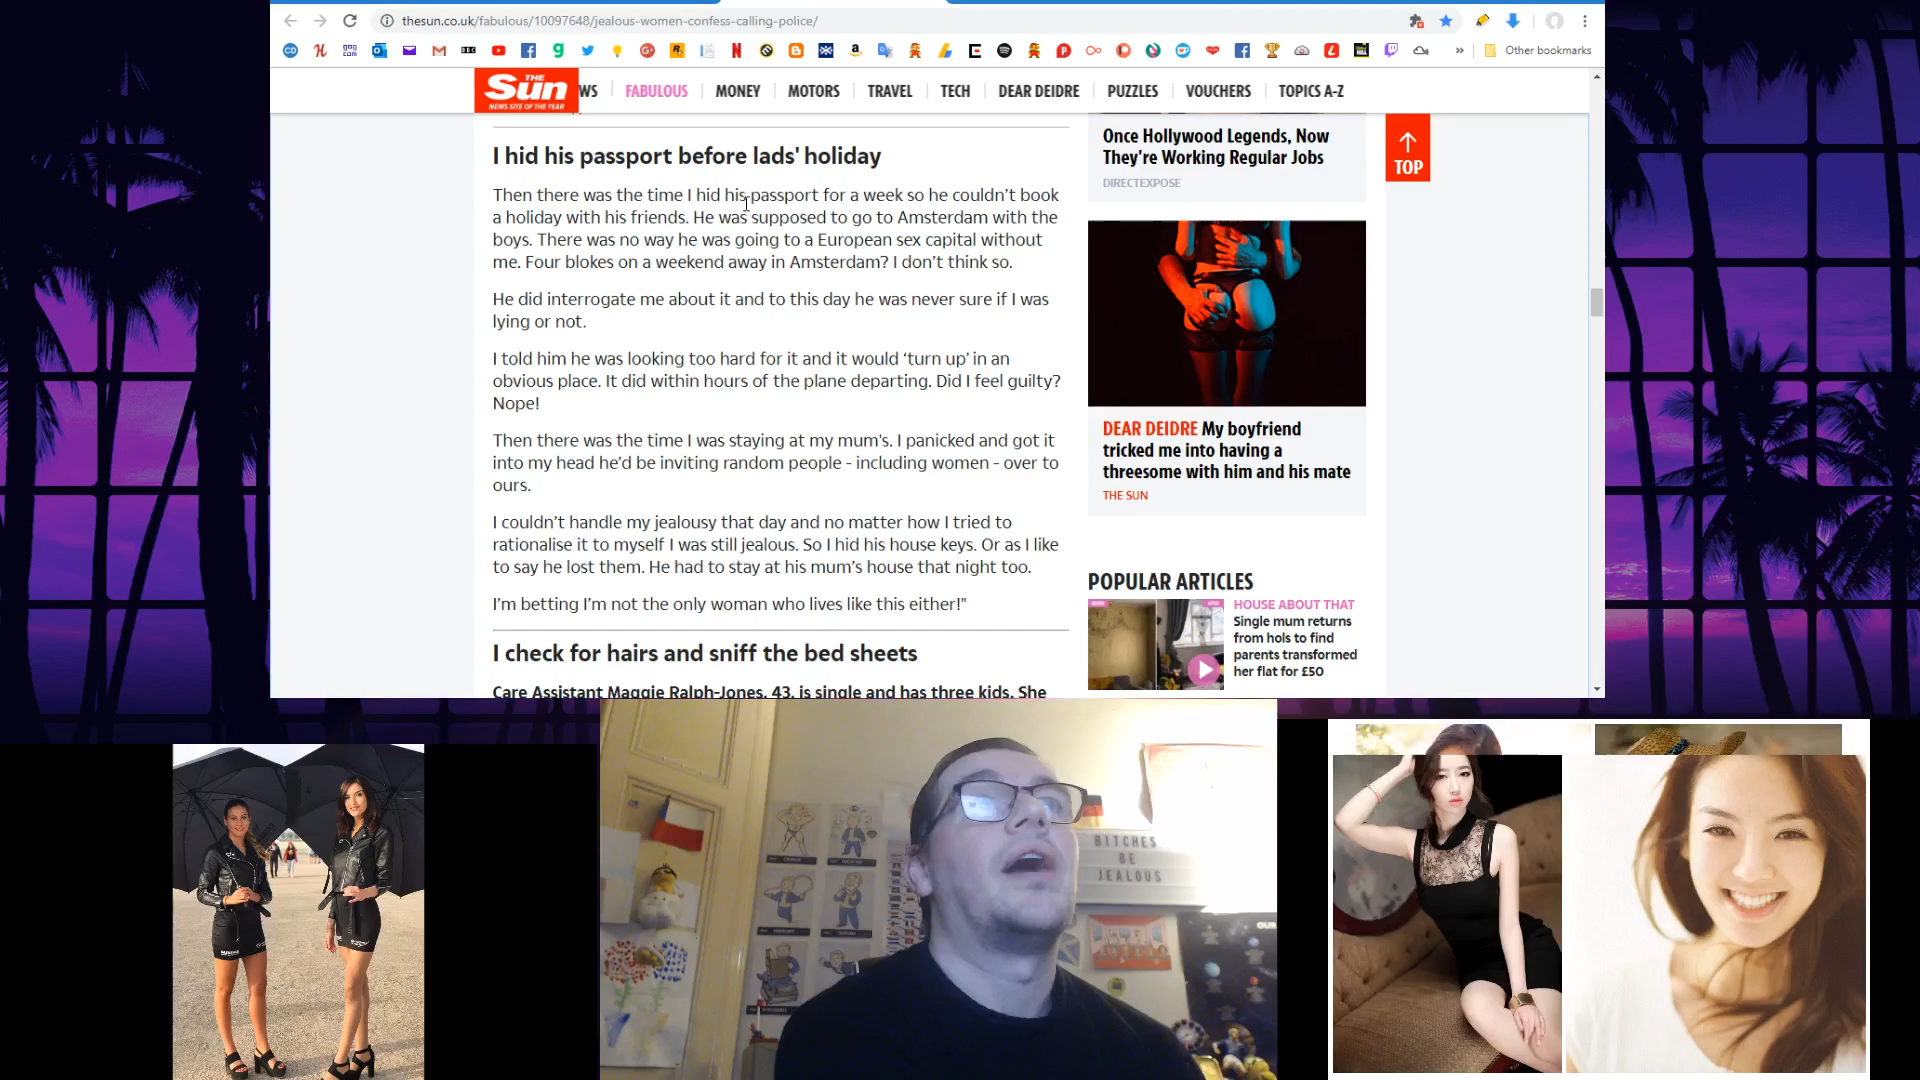 thesun.co.uk/fabulous/10097648/jealous-women-confess-calling-police/
Other bookmarks
THE
Sun
NEWS SITE OF THE YEAR
WS
FABULOUS
MONEY
MOTORS
TRAVEL
TECH
DEAR DEIDRE
PUZZLES
VOUCHERS
TOPICS A-Z
I hid his passport before lads' holiday
Then there was the time I hid his passport for a week so he couldn’t book
a holiday with his friends. He was supposed to go to Amsterdam with the
boys. There was no way he was going to a European sex capital without
me. Four blokes on a weekend away in Amsterdam? I don’t think so.
He did interrogate me about it and to this day he was never sure if I was
lying or not.
I told him he was looking too hard for it and it would ‘turn up’ in an
obvious place. It did within hours of the plane departing. Did I feel guilty?
Nope!
Then there was the time I was staying at my mum's. I panicked and got it
into my head he’d be inviting random people - including women - over to
ours.
I couldn’t handle my jealousy that day and no matter how I tried to
rationalise it to myself I was still jealous. So I hid his house keys. Or as I like
to say he lost them. He had to stay at his mum’s house that night too.
I’m betting I’m not the only woman who lives like this either!"
I check for hairs and sniff the bed sheets
Care Assistant Maggie Ralph-Jones, 43, is single and has three kids. She
Once Hollywood Legends, Now
They're Working Regular Jobs
DIRECTEXPOSE
TOP
DEAR DEIDRE My boyfriend
tricked me into having a
threesome with him and his mate
THE SUN
POPULAR ARTICLES
HOUSE ABOUT THAT
Single mum returns
from hols to find
parents transformed
her flat for £50
BITCHES
BE
JEALOUS
OUR